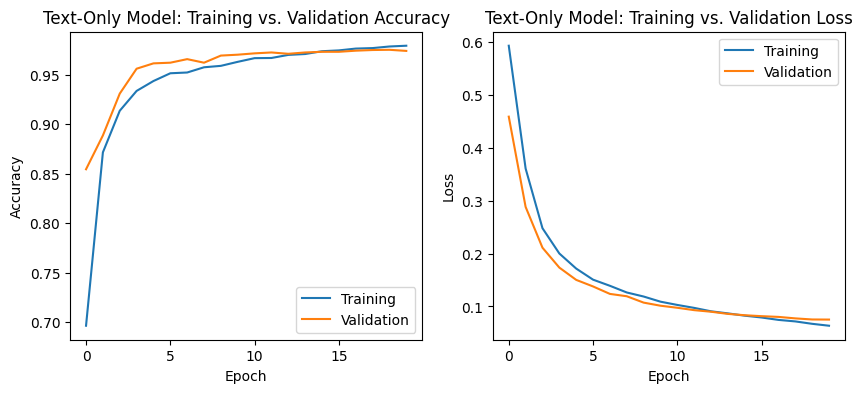 Text-Only Model: Training vs. Validation Accuracy
Accuracy
0.95
0.90
0.85
0.80
0.75
0.70
Training
Validation
0
5
10
15
Epoch
Text-Only Model: Training vs. Validation Loss
Loss
0.6
0.5
0.4
0.3
0.2
0.1
Training
Validation
0
5
10
15
Epoch